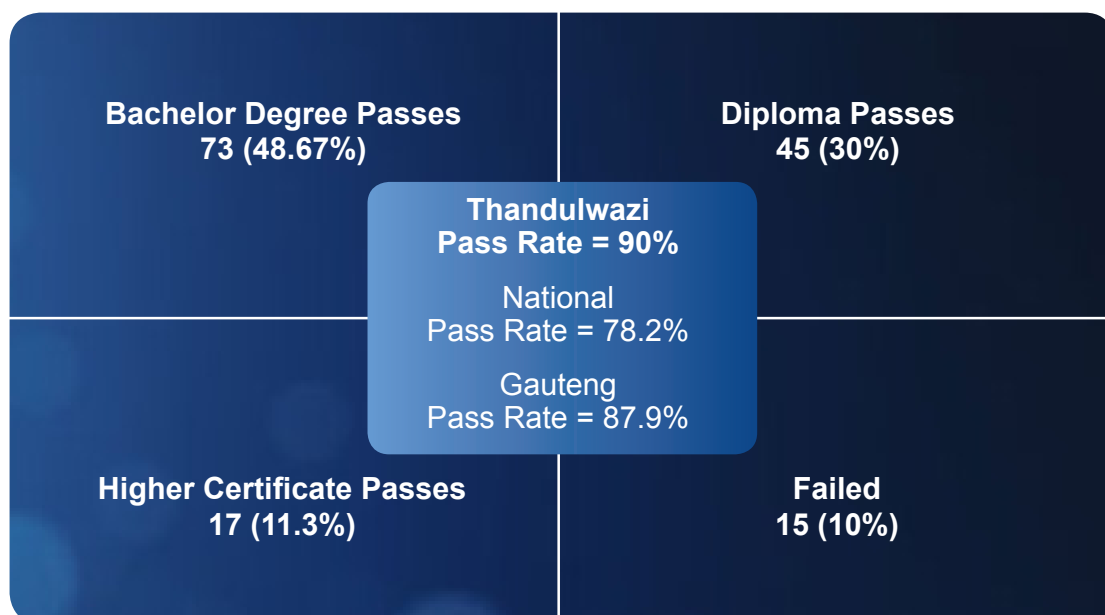 Bachelor Degree Passes
73 (48.67%)
Diploma Passes
45 (30%)
Thandulwazi
Pass Rate = 90%
National
Pass Rate = 78.2%
Gauteng
Pass Rate = 87.9%
Higher Certificate Passes
17 (11.3%)
Failed
15 (10%)